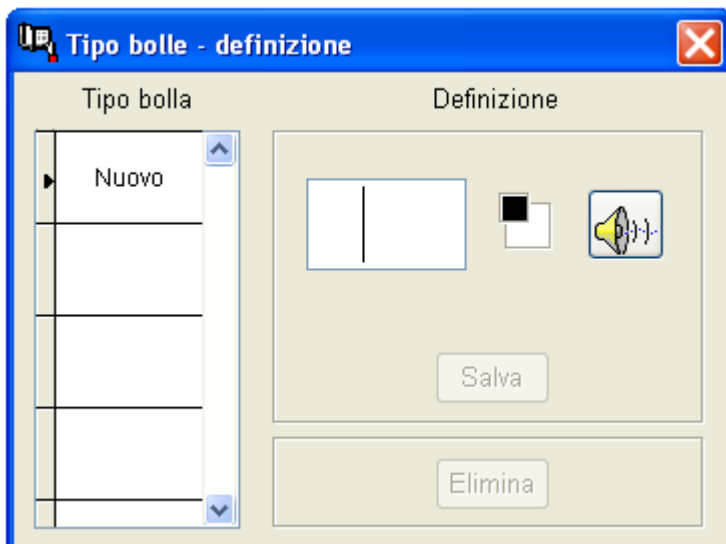 Tipo bolle - definizione
Tipo bolla
Definizione
Nuovo
Salva
Elimina